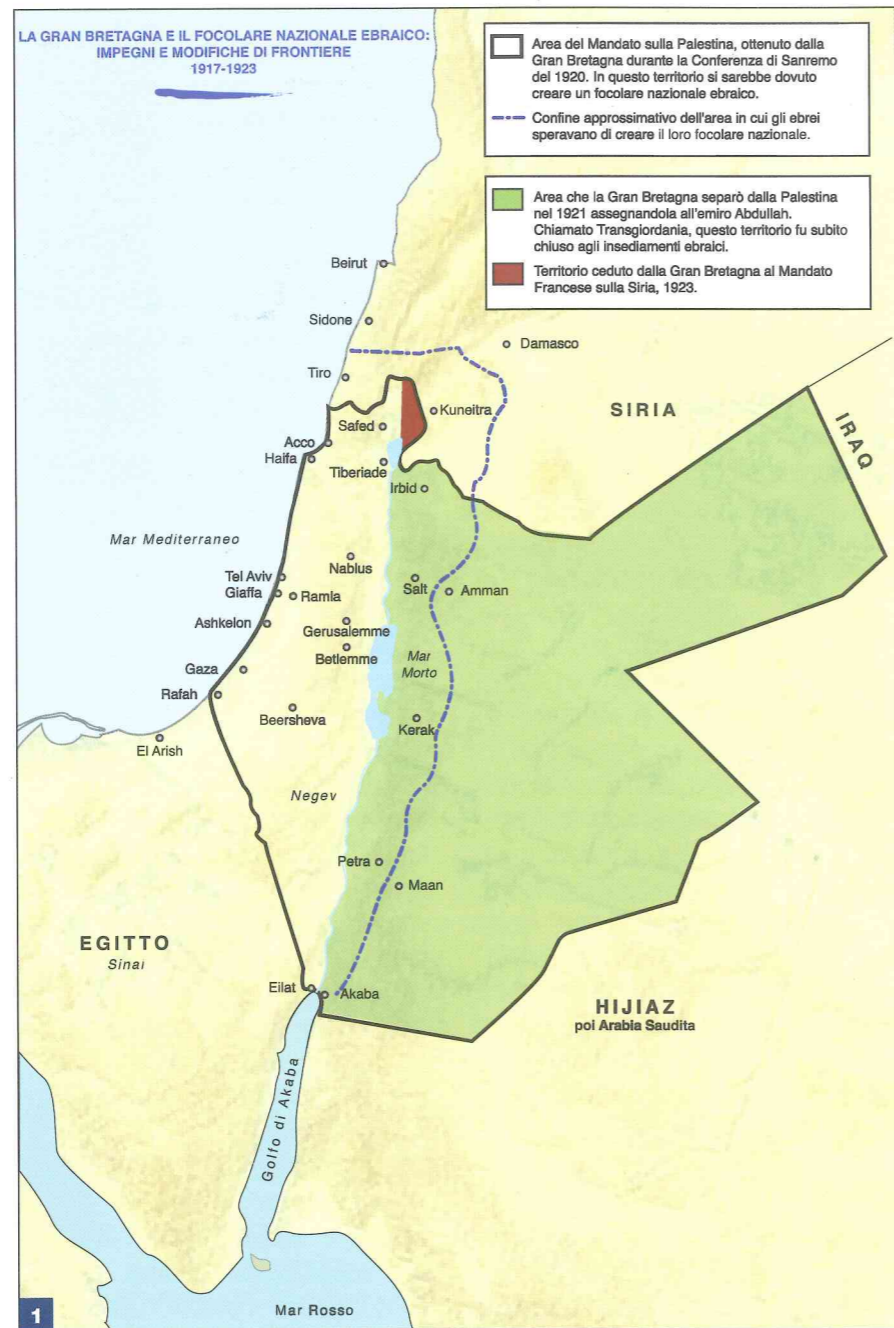 LA GRAN BRETAGNA E IL FOCOLARE NAZIONALE EBRAICO:
IMPEGNI E MODIFICHE DI FRONTIERE
1917-1923
Area del Mandato sulla Palestina, ottenuto dalla
Gran Bretagna durante la Conferenza di Sanremo
del 1920. In questo territorio si sarebbe dovuto
creare un focolare nazionale ebraico.
Confine approssimativo dell'area in cui gli ebrei
speravano di creare il loro focolare nazionale.
Area che la Gran Bretagna separò dalla Palestina
nel 1921 assegnandola all'emiro Abdullah.
Chiamato Transgiordania, questo territorio fu subito
chiuso agli insediamenti ebraici.
Territorio ceduto dalla Gran Bretagna al Mandato
Francese sulla Siria, 1923.
Beirut
Sidone
Damasco
Tiro
Kuneitra
SIRIA
IRAQ
Safed
Acco
Haifa
Tiberiade
Irbid
Mar Mediterraneo
Nablus
Tel Aviv
Giaffa
Ramla
Salt
Amman
Ashkelon
Gerusalemme
Betlemme
Mar
Morto
Gaza
Rafah
Beersheva
Kerak
El Arish
Negev
Petra
Maan
EGITTO
Sinai
Eilat
Akaba
HIJIAZ
poi Arabia Saudita
Golfo di Akaba
Mar Rosso
1